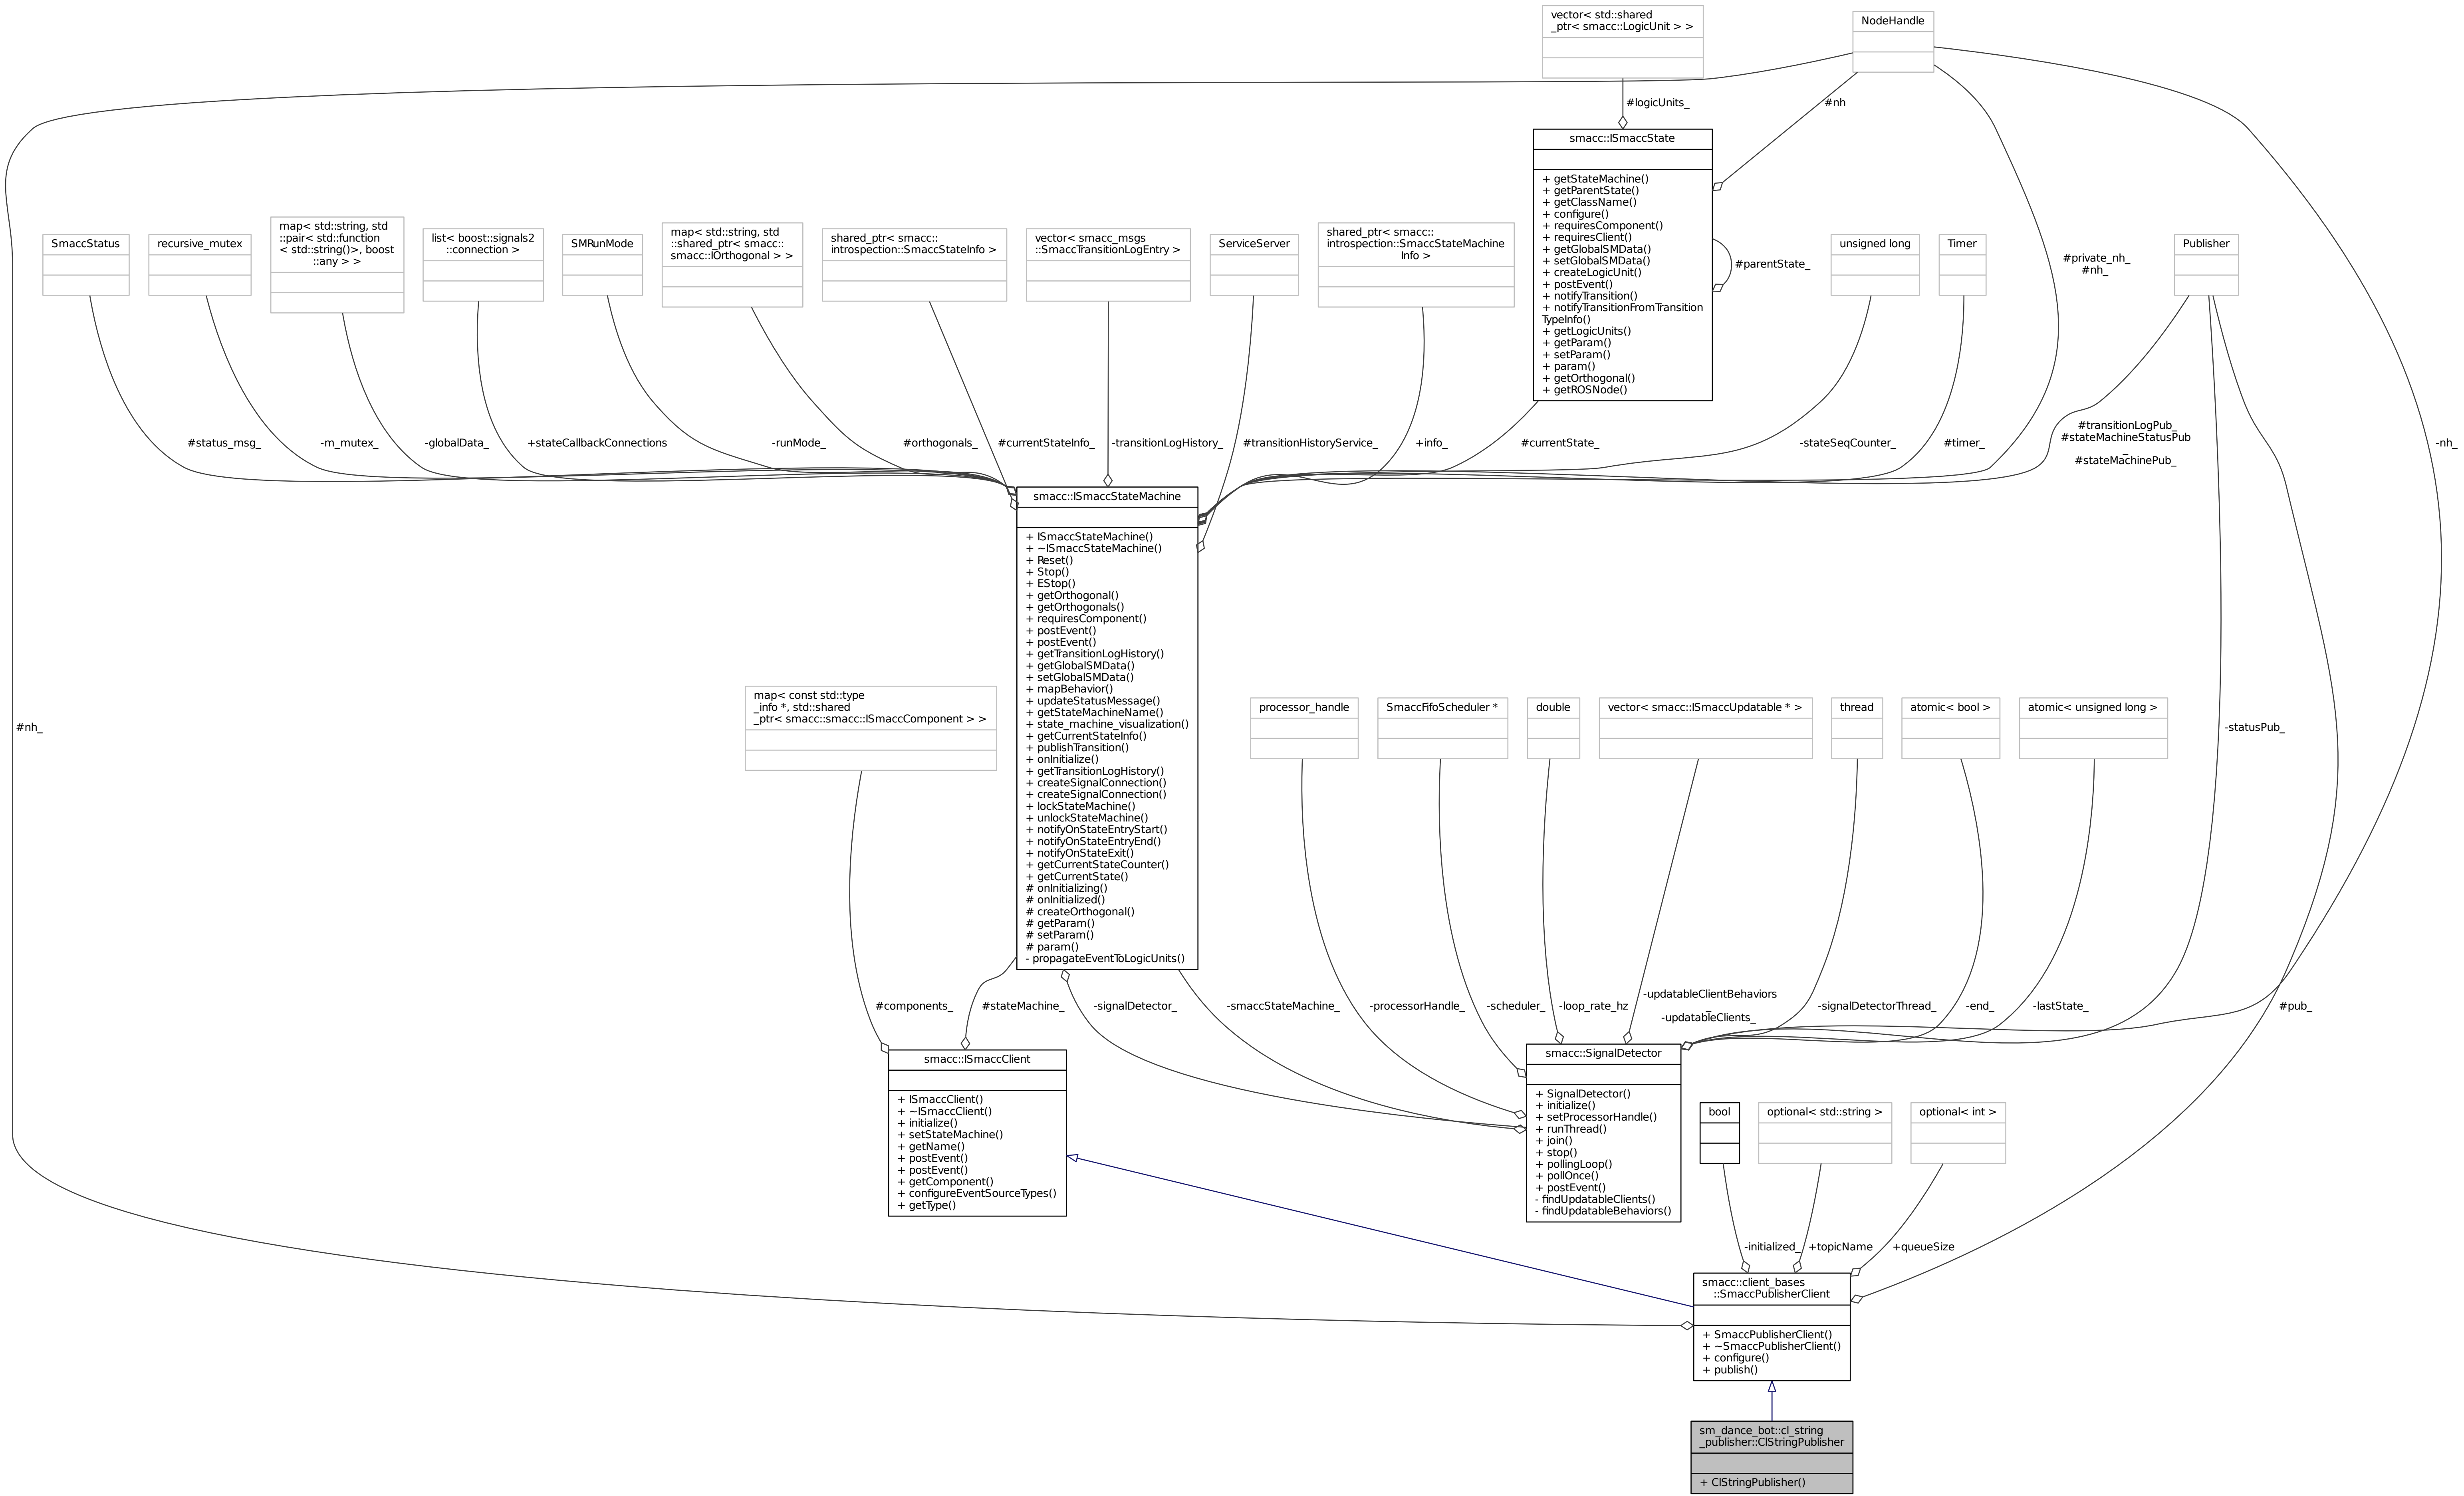 vector< std::shared
_ptr< smacc::LogicUnit > >
NodeHandle
#logicUnits_
#nh
smacc::ISmaccState
+ getStateMachine()
+ getParentState()
+ getClassName()
+ configure()
+ requiresComponent()
+ requiresClient()
+ getGlobalSMData()
+ setGlobalSMData()
+ createLogicUnit()
+ postEvent()
+ notifyTransition()
+ notifyTransitionFromTransition
TypeInfo()
+ getLogicUnits()
+ getParam()
+ setParam()
+ param()
+ getOrthogonal()
+ getROSNode()
#parentState_
SmaccStatus
recursive_mutex
map< std::string, std
::pair< std::function
< std::string()>, boost
::any > >
list< boost::signals2
::connection >
SMRunMode
map< std::string, std
::shared_ptr< smacc::
smacc::IOrthogonal > >
shared_ptr< smacc::
introspection::SmaccStateInfo >
vector< smacc_msgs
::SmaccTransitionLogEntry >
ServiceServer
shared_ptr< smacc::
introspection::SmaccStateMachine
Info >
unsigned long
Timer
#private_nh_
#nh_
Publisher
#status_msg_
-m_mutex_
-globalData_
+stateCallbackConnections
-runMode_
#orthogonals_
#currentStateInfo_
-transitionLogHistory_
#transitionHistoryService_
+info_
#currentState_
-stateSeqCounter_
#timer_
#transitionLogPub_
#stateMachineStatusPub
_
#stateMachinePub_
-nh_
smacc::ISmaccStateMachine
+ ISmaccStateMachine()
+ ~ISmaccStateMachine()
+ Reset()
+ Stop()
+ EStop()
+ getOrthogonal()
+ getOrthogonals()
+ requiresComponent()
+ postEvent()
+ postEvent()
+ getTransitionLogHistory()
+ getGlobalSMData()
+ setGlobalSMData()
+ mapBehavior()
+ updateStatusMessage()
+ getStateMachineName()
+ state_machine_visualization()
+ getCurrentStateInfo()
+ publishTransition()
+ onInitialize()
+ getTransitionLogHistory()
+ createSignalConnection()
+ createSignalConnection()
+ lockStateMachine()
+ unlockStateMachine()
+ notifyOnStateEntryStart()
+ notifyOnStateEntryEnd()
+ notifyOnStateExit()
+ getCurrentStateCounter()
+ getCurrentState()
# onInitializing()
# onInitialized()
# createOrthogonal()
# getParam()
# setParam()
# param()
- propagateEventToLogicUnits()
#nh_
map< const std::type
_info *, std::shared
_ptr< smacc::smacc::ISmaccComponent > >
processor_handle
SmaccFifoScheduler *
double
vector< smacc::ISmaccUpdatable * >
thread
atomic< bool >
atomic< unsigned long >
-statusPub_
#components_
#stateMachine_
-signalDetector_
-smaccStateMachine_
-processorHandle_
-scheduler_
-loop_rate_hz
-updatableClientBehaviors
_
-updatableClients_
-signalDetectorThread_
-end_
-lastState_
#pub_
smacc::ISmaccClient
+ ISmaccClient()
+ ~ISmaccClient()
+ initialize()
+ setStateMachine()
+ getName()
+ postEvent()
+ postEvent()
+ getComponent()
+ configureEventSourceTypes()
+ getType()
smacc::SignalDetector
+ SignalDetector()
+ initialize()
+ setProcessorHandle()
+ runThread()
+ join()
+ stop()
+ pollingLoop()
+ pollOnce()
+ postEvent()
- findUpdatableClients()
- findUpdatableBehaviors()
bool
optional< std::string >
optional< int >
-initialized_
+topicName
+queueSize
smacc::client_bases
::SmaccPublisherClient
+ SmaccPublisherClient()
+ ~SmaccPublisherClient()
+ configure()
+ publish()
sm_dance_bot::cl_string
_publisher::ClStringPublisher
+ ClStringPublisher()